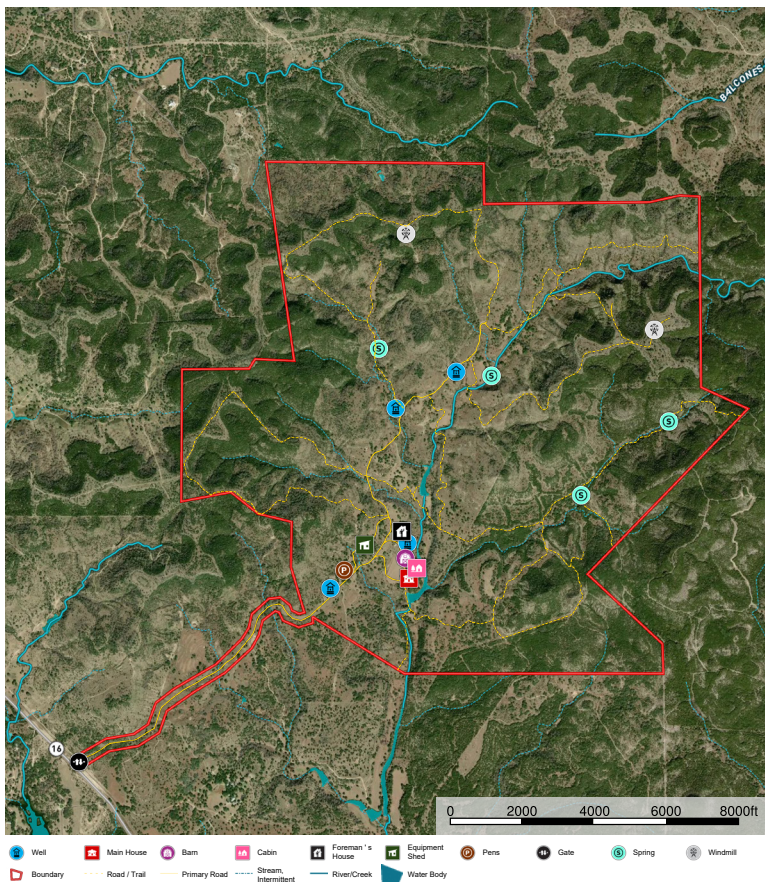 BALCONES
S
S
S
S
P
16
0 2000 4000 6000 8000ft
Well Main House Barn Cabin Foreman ' s House Equipment Shed P Pens Gate S Spring Windmill
Boundary Road / Trail Primary Road Stream, Intermittent River/Creek Water Body